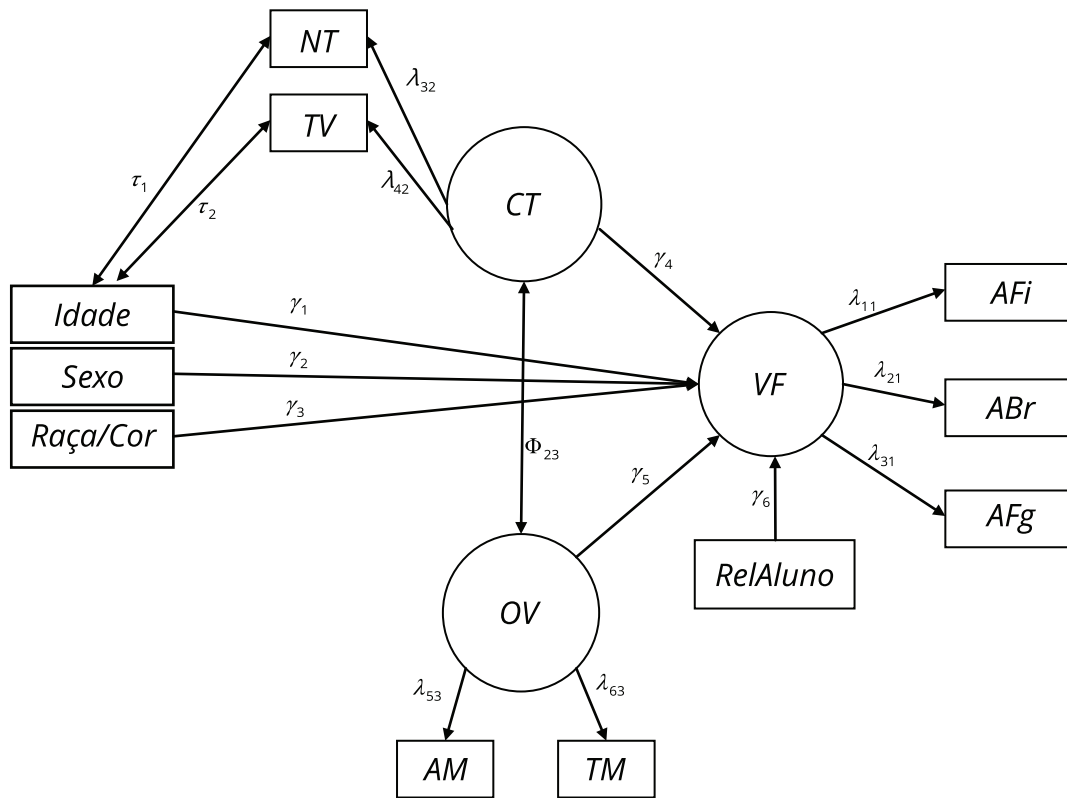 NT
λ32
TV
τ1
λ42
CT
τ2
γ4
Idade
γ1
AFi
λ11
Sexo
γ2
VF
λ21
ABr
Raça/Cor
γ3
Φ23
γ5
λ31
γ6
AFg
RelAluno
OV
λ53
λ63
AM
TM